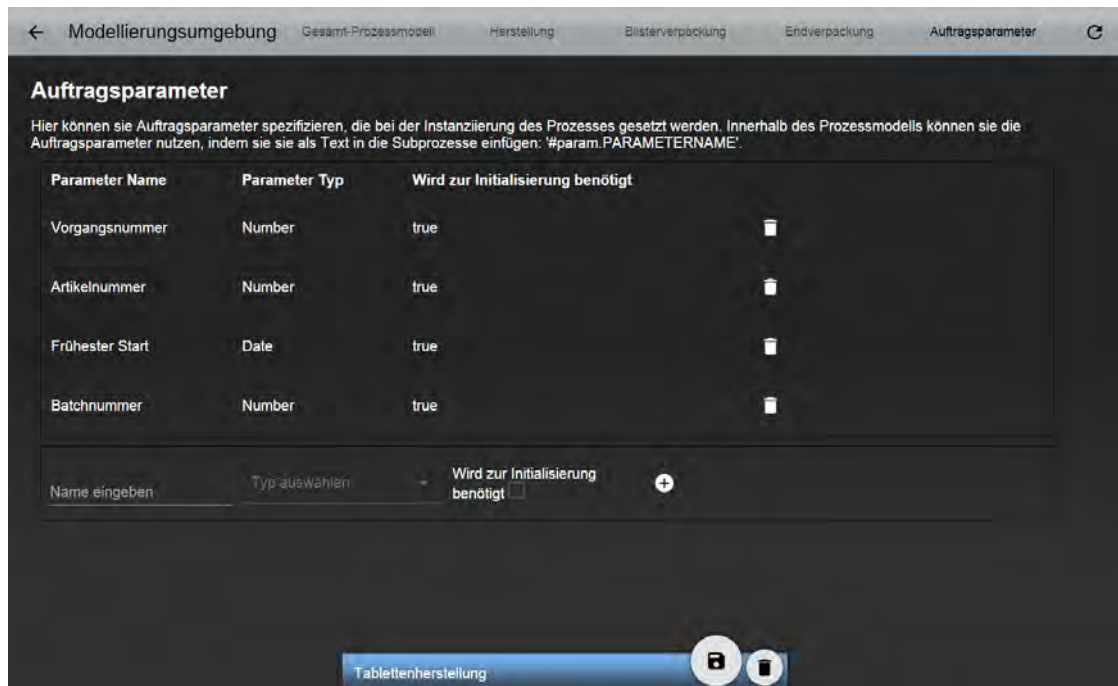 Modellierungsumgebung Gesamt-Prozessmodell Herstellung Blisterverpackung Endverpackung Auftragsparameter
Auftragsparameter
Hier können sie Auftragsparameter spezifizieren, die bei der Instanziierung des Prozesses gesetzt werden. Innerhalb des Prozessmodells können sie die
Auftragsparameter nutzen, indem sie sie als Text in die Subprozesse einfügen: '#param.PARAMETERNAME'.
Parameter Name Parameter Typ Wird zur Initialisierung benötigt
Vorgangsnummer Number true
Artikelnummer Number true
Frühester Start Date true
Batchnummer Number true
Name eingeben Typ auswählen Wird zur Initialisierung
benötigt
Tablettenherstellung